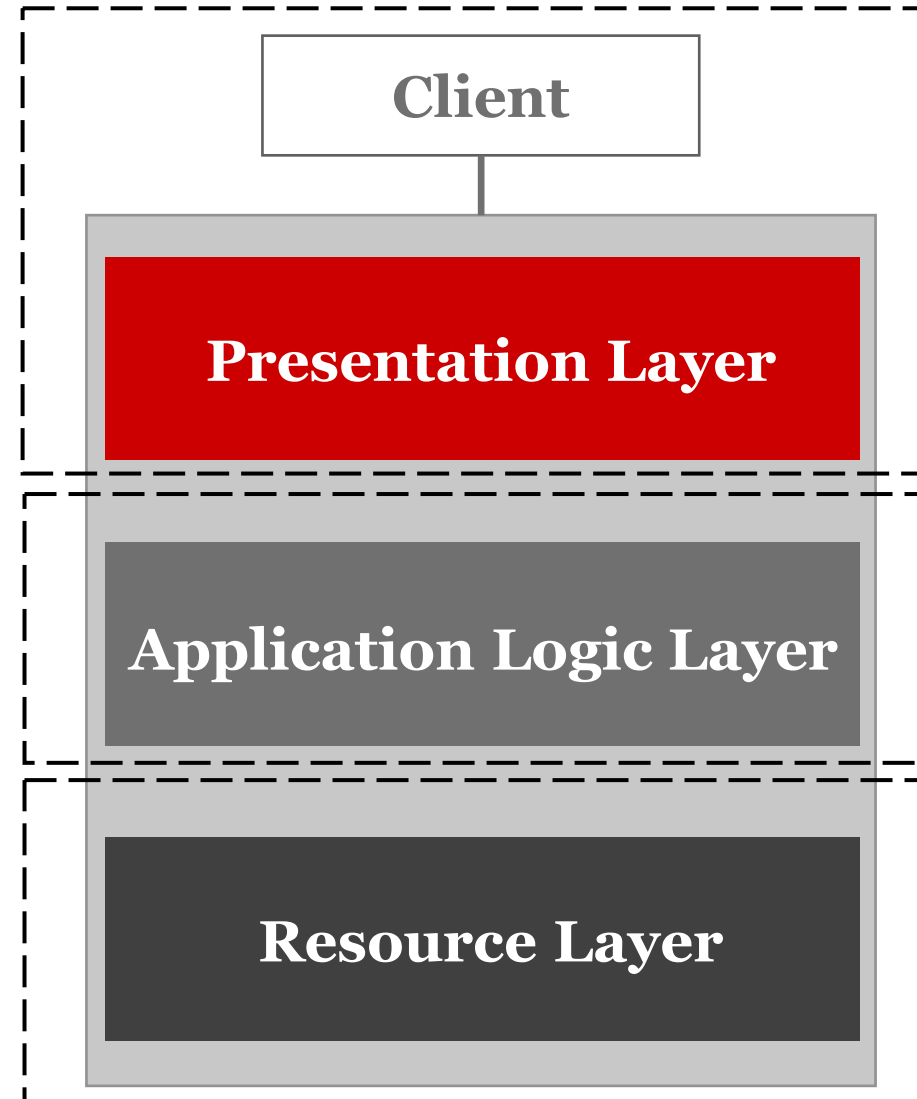 Client
Presentation Layer
Application Logic Layer
Resource Layer